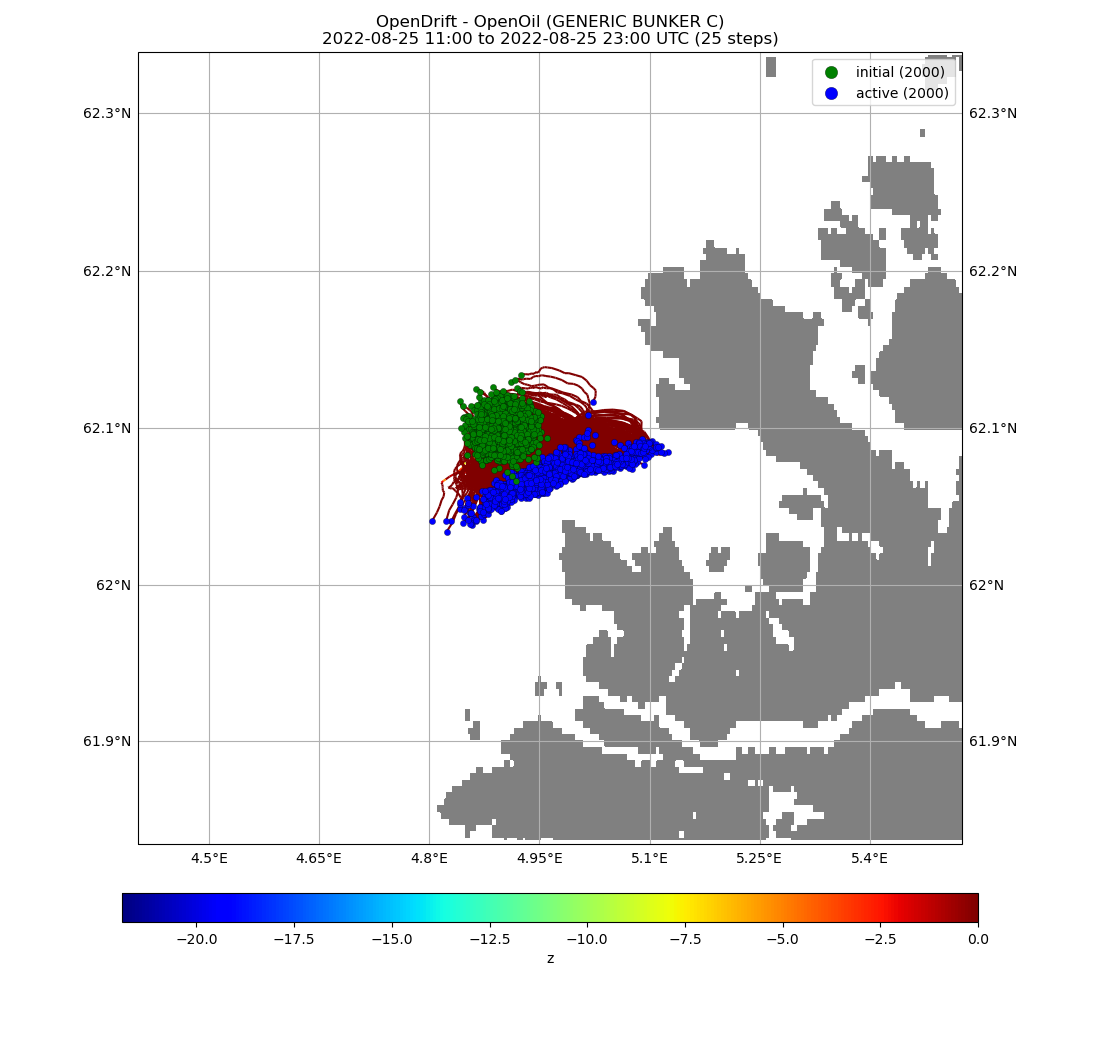 OpenDrift - OpenOil (GENERIC BUNKER C)
2022-08-25 11:00 to 2022-08-25 23:00 UTC (25 steps)
initial (2000)
active (2000)
62.3°N 62.3°N
62.2°N 62.2°N
62.1°N 62.1°N
62°N 62°N
61.9°N 61.9°N
4.5°E 4.65°E 4.8°E 4.95°E 5.1°E 5.25°E 5.4°E
−20.0 −17.5 −15.0 −12.5 −10.0 −7.5 −5.0 −2.5 0.0
z